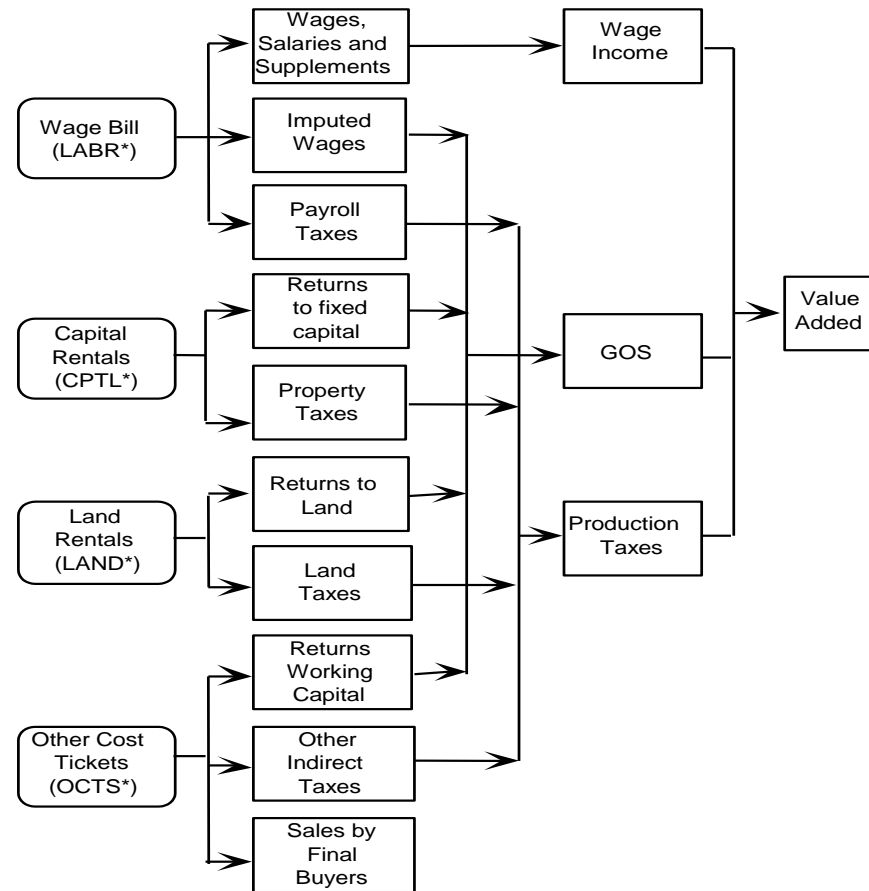 Wages,
Salaries and
Supplements
Wage
Income
Wage Bill
(LABR*)
Imputed
Wages
Payroll
Taxes
Returns
to fixed
capital
Capital
Rentals
(CPTL*)
Property
Taxes
GOS
Value
Added
Returns to
Land
Land
Rentals
(LAND*)
Land
Taxes
Production
Taxes
Returns
Working
Capital
Other Cost
Tickets
(OCTS*)
Other
Indirect
Taxes
Sales by
Final
Buyers